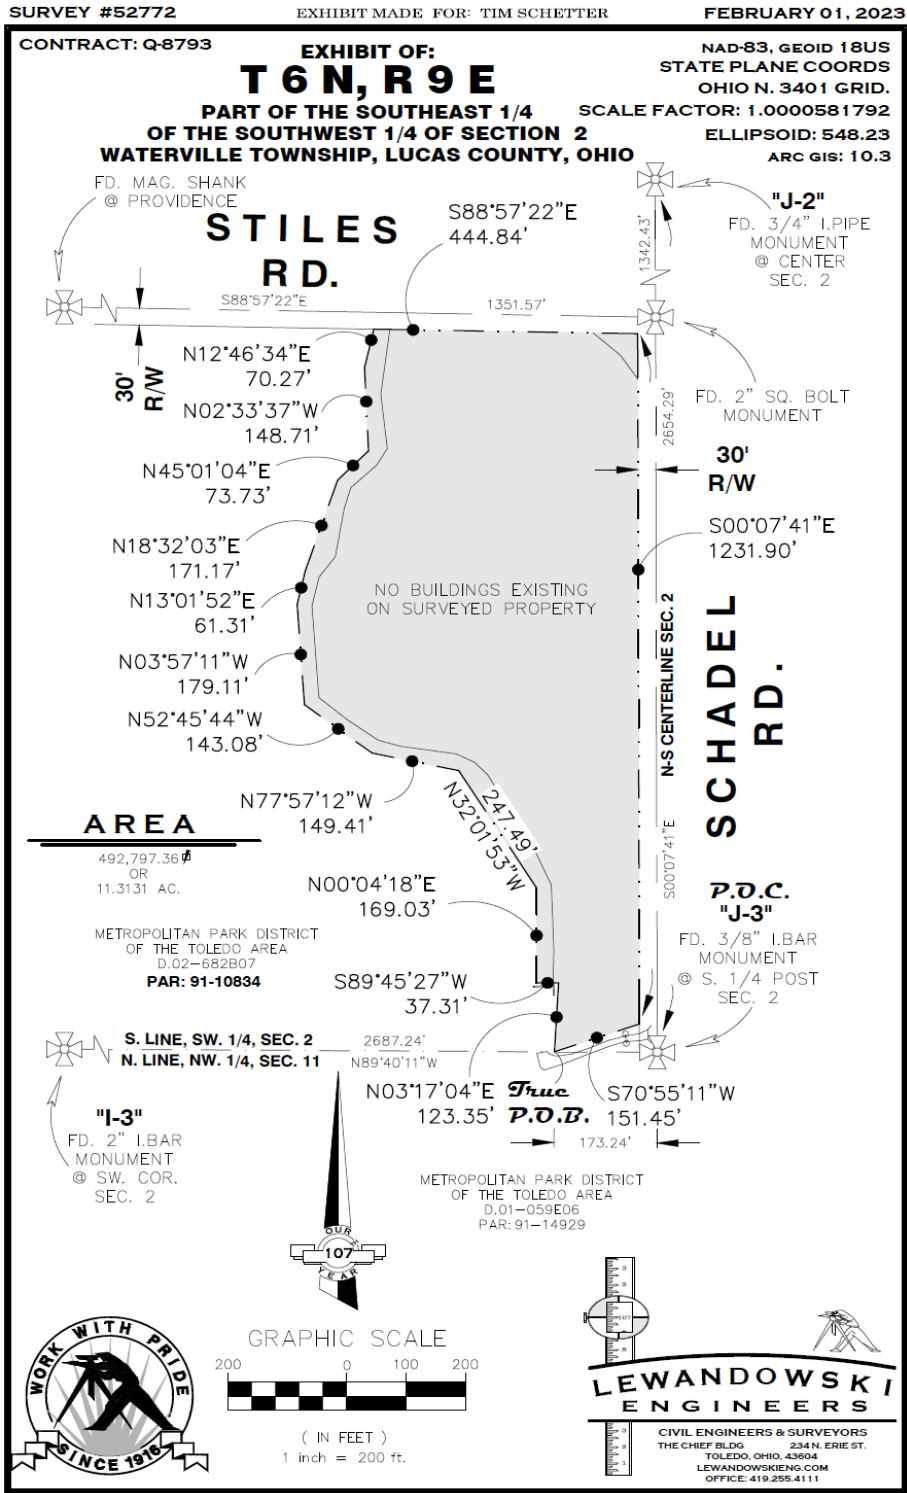 SURVEY #52772
EXHIBIT MADE FOR: TIM SCHETTER
FEBRUARY 01, 2023
CONTRACT: Q-8793
EXHIBIT OF:
T 6 N, R 9 E
PART OF THE SOUTHEAST 1/4
OF THE SOUTHWEST 1/4 OF SECTION 2
WATERVILLE TOWNSHIP, LUCAS COUNTY, OHIO
NAD-83, GEOID 18US
STATE PLANE COORDS
OHIO N. 3401 GRID.
SCALE FACTOR: 1.0000581792
ELLIPSOID: 548.23
ARC GIS: 10.3
FD. MAG. SHANK
@ PROVIDENCE
STILES
RD.
S88°57'22"E
444.84'
"J-2"
FD. 3/4" I.PIPE
MONUMENT
@ CENTER
SEC. 2
1342.43'
S88°57'22"E
1351.57'
30'
R/W
N12°46'34"E
70.27'
N02°33'37"W
148.71'
FD. 2" SQ. BOLT
MONUMENT
2654.29'
N45°01'04"E
73.73'
30'
R/W
N18°32'03"E
171.17'
S00°07'41"E
1231.90'
N13°01'52"E
61.31'
NO BUILDINGS EXISTING
ON SURVEYED PROPERTY
N03°57'11"W
179.11'
N-S CENTERLINE SEC. 2
SCHADEL
RD.
N52°45'44"W
143.08'
N77°57'12"W
149.41'
247.49'
N32°01'53"W
S00°07'41"E
AREA
492,797.36
OR
11.3131 AC.
N00°04'18"E
169.03'
P.O.C.
"J-3"
FD. 3/8" I.BAR
MONUMENT
@ S. 1/4 POST
SEC. 2
METROPOLITAN PARK DISTRICT
OF THE TOLEDO AREA
D.02-682B07
PAR: 91-10834
S89°45'27"W
37.31'
S. LINE, SW. 1/4, SEC. 2
N. LINE, NW. 1/4, SEC. 11
2687.24'
N89°40'11"W
N03°17'04"E
123.35'
True
P.O.B.
S70°55'11"W
151.45'
173.24'
"I-3"
FD. 2" I.BAR
MONUMENT
@ SW. COR.
SEC. 2
METROPOLITAN PARK DISTRICT
OF THE TOLEDO AREA
D.01-059E06
PAR: 91-14929
OUR
107
YEAR
GRAPHIC SCALE
200 0 100 200
( IN FEET )
1 inch = 200 ft.
WORK WITH PRIDE
SINCE 1916
107
LEWANDOWSKI
ENGINEERS
CIVIL ENGINEERS & SURVEYORS
THE CHIEF BLDG 234 N. ERIE ST.
TOLEDO, OHIO, 43604
LEWANDOWSKIENG.COM
OFFICE: 419.255.4111